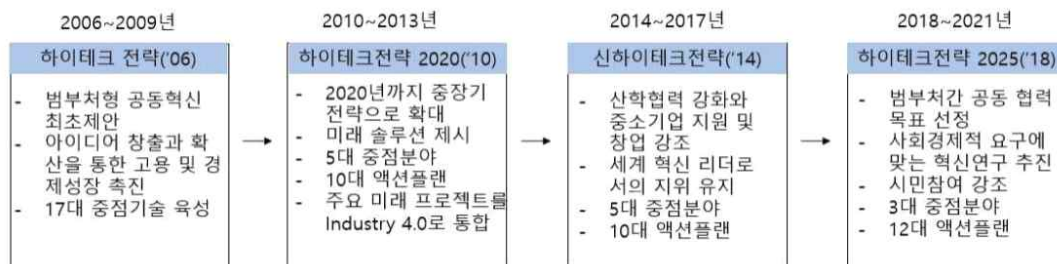 2006~2009년
하이테크 전략('06)
- 범부처형 공동혁신
최초제안
- 아이디어 창출과 확
산을 통한 고용 및 경
제성장 촉진
- 17대 중점기술 육성
2010~2013년
하이테크전략 2020('10)
- 2020년까지 중장기
전략으로 확대
- 미래 솔루션 제시
- 5대 중점분야
- 10대 액션플랜
- 주요 미래 프로젝트를
Industry 4.0로 통합
2014~2017년
신하이테크전략('14)
- 산학협력 강화와
중소기업 지원 및
창업 강조
- 세계 혁신 리더로
서의 지위 유지
- 5대 중점분야
- 10대 액션플랜
2018~2021년
하이테크전략 2025('18)
- 범부처간 공동 협력
목표 선정
- 사회경제적 요구에
맞는 혁신연구 추진
- 시민참여 강조
- 3대 중점분야
- 12대 액션플랜